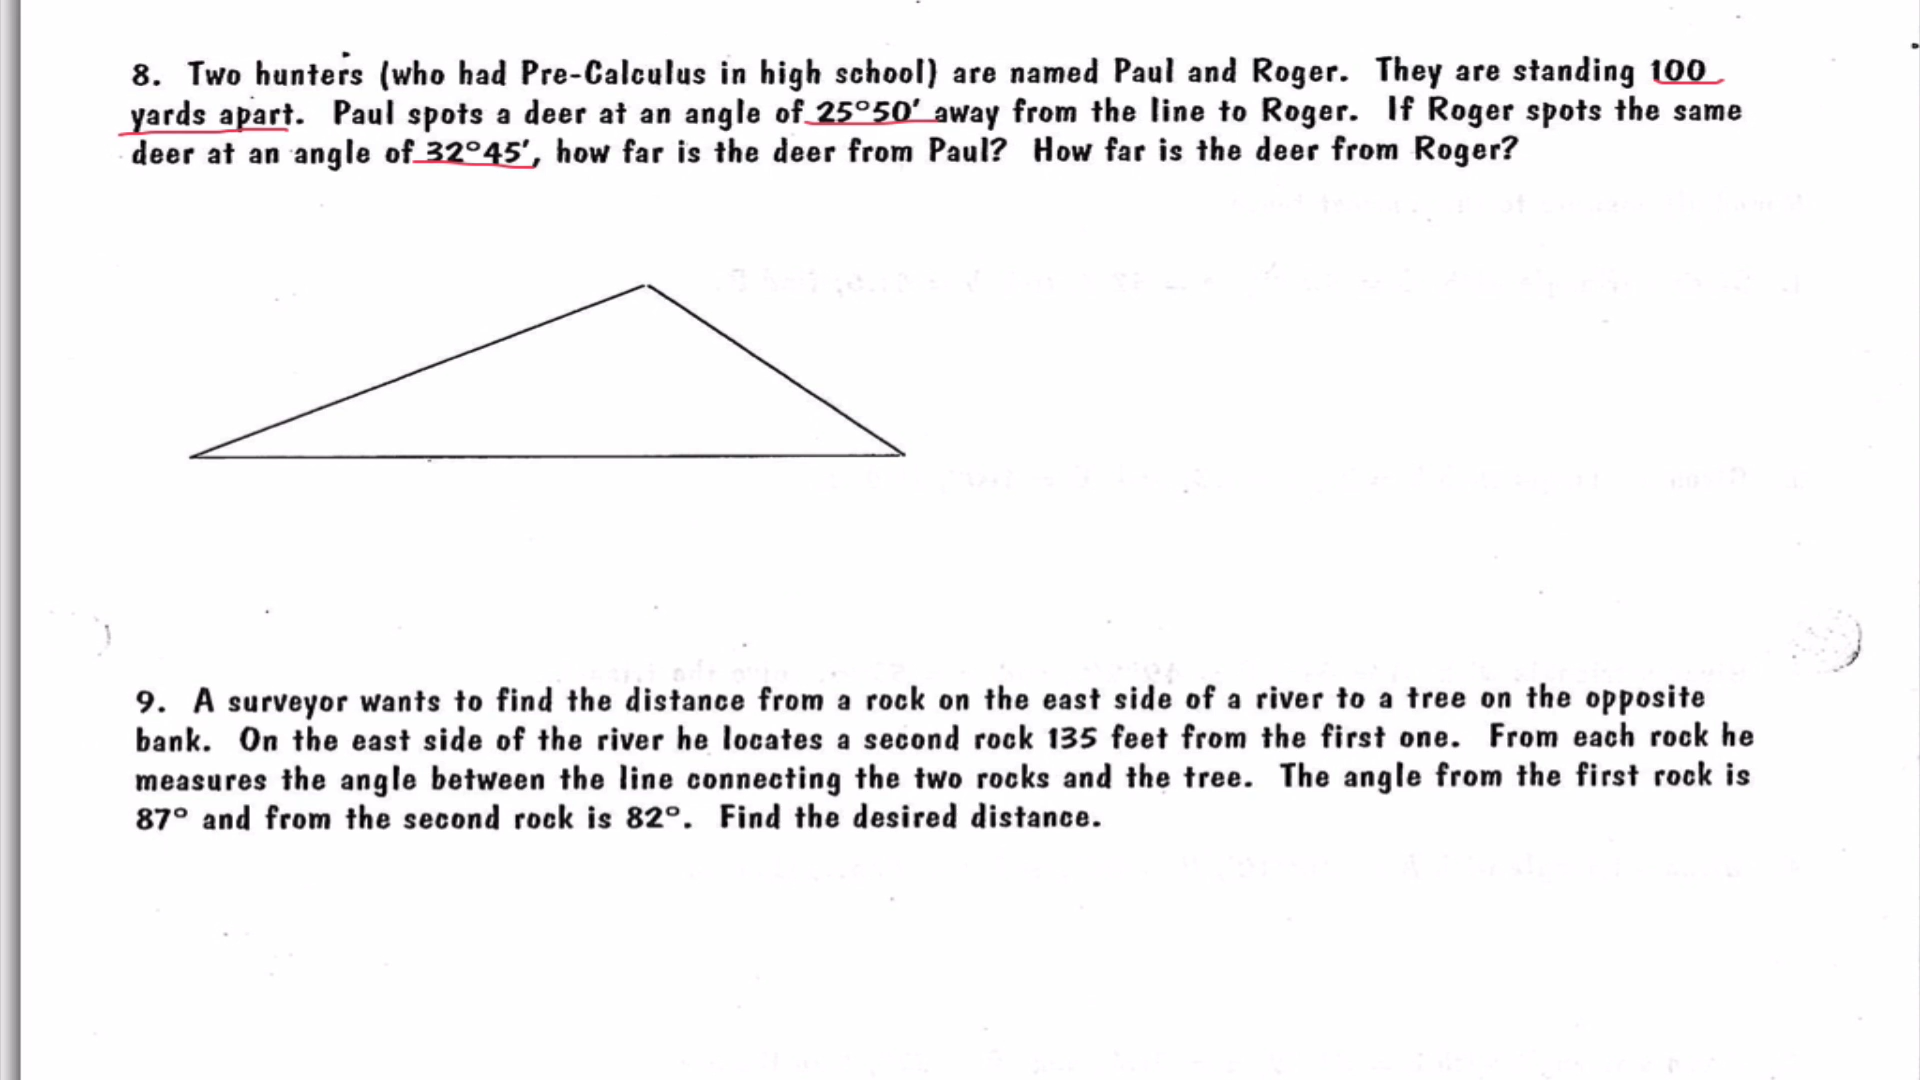 8. Two hunters (who had Pre-Calculus in high school) are named Paul and Roger. They are standing 100
yards apart. Paul spots a deer at an angle of 25°50′ away from the line to Roger. If Roger spots the same
deer at an angle of 32°45′, how far is the deer from Paul? How far is the deer from Roger?
9. A surveyor wants to find the distance from a rock on the east side of a river to a tree on the opposite
bank. On the east side of the river he locates a second rock 135 feet from the first one. From each rock he
measures the angle between the line connecting the two rocks and the tree. The angle from the first rock is
87° and from the second rock is 82°. Find the desired distance.